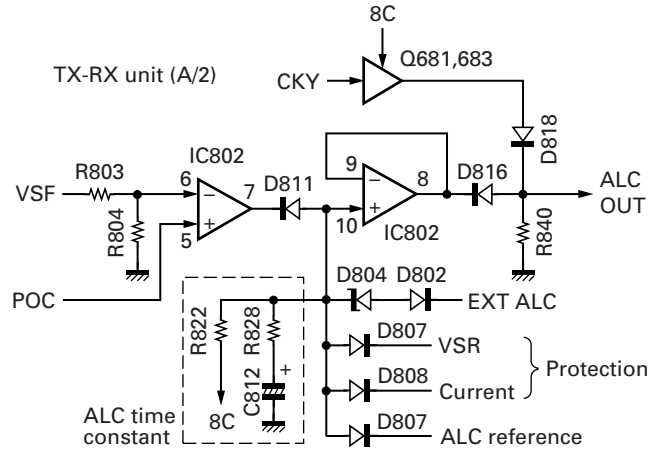 8C
TX-RX unit (A/2)
Q681,683
CKY
D818
IC802
R803
VSF
6
7
D811
9
8
D816
ALC
OUT
R804
5
10
IC802
R840
POC
D804
D802
EXT ALC
R822
R828
D807
VSR
C812
+
D808
Current
Protection
8C
ALC time
constant
D807
ALC reference